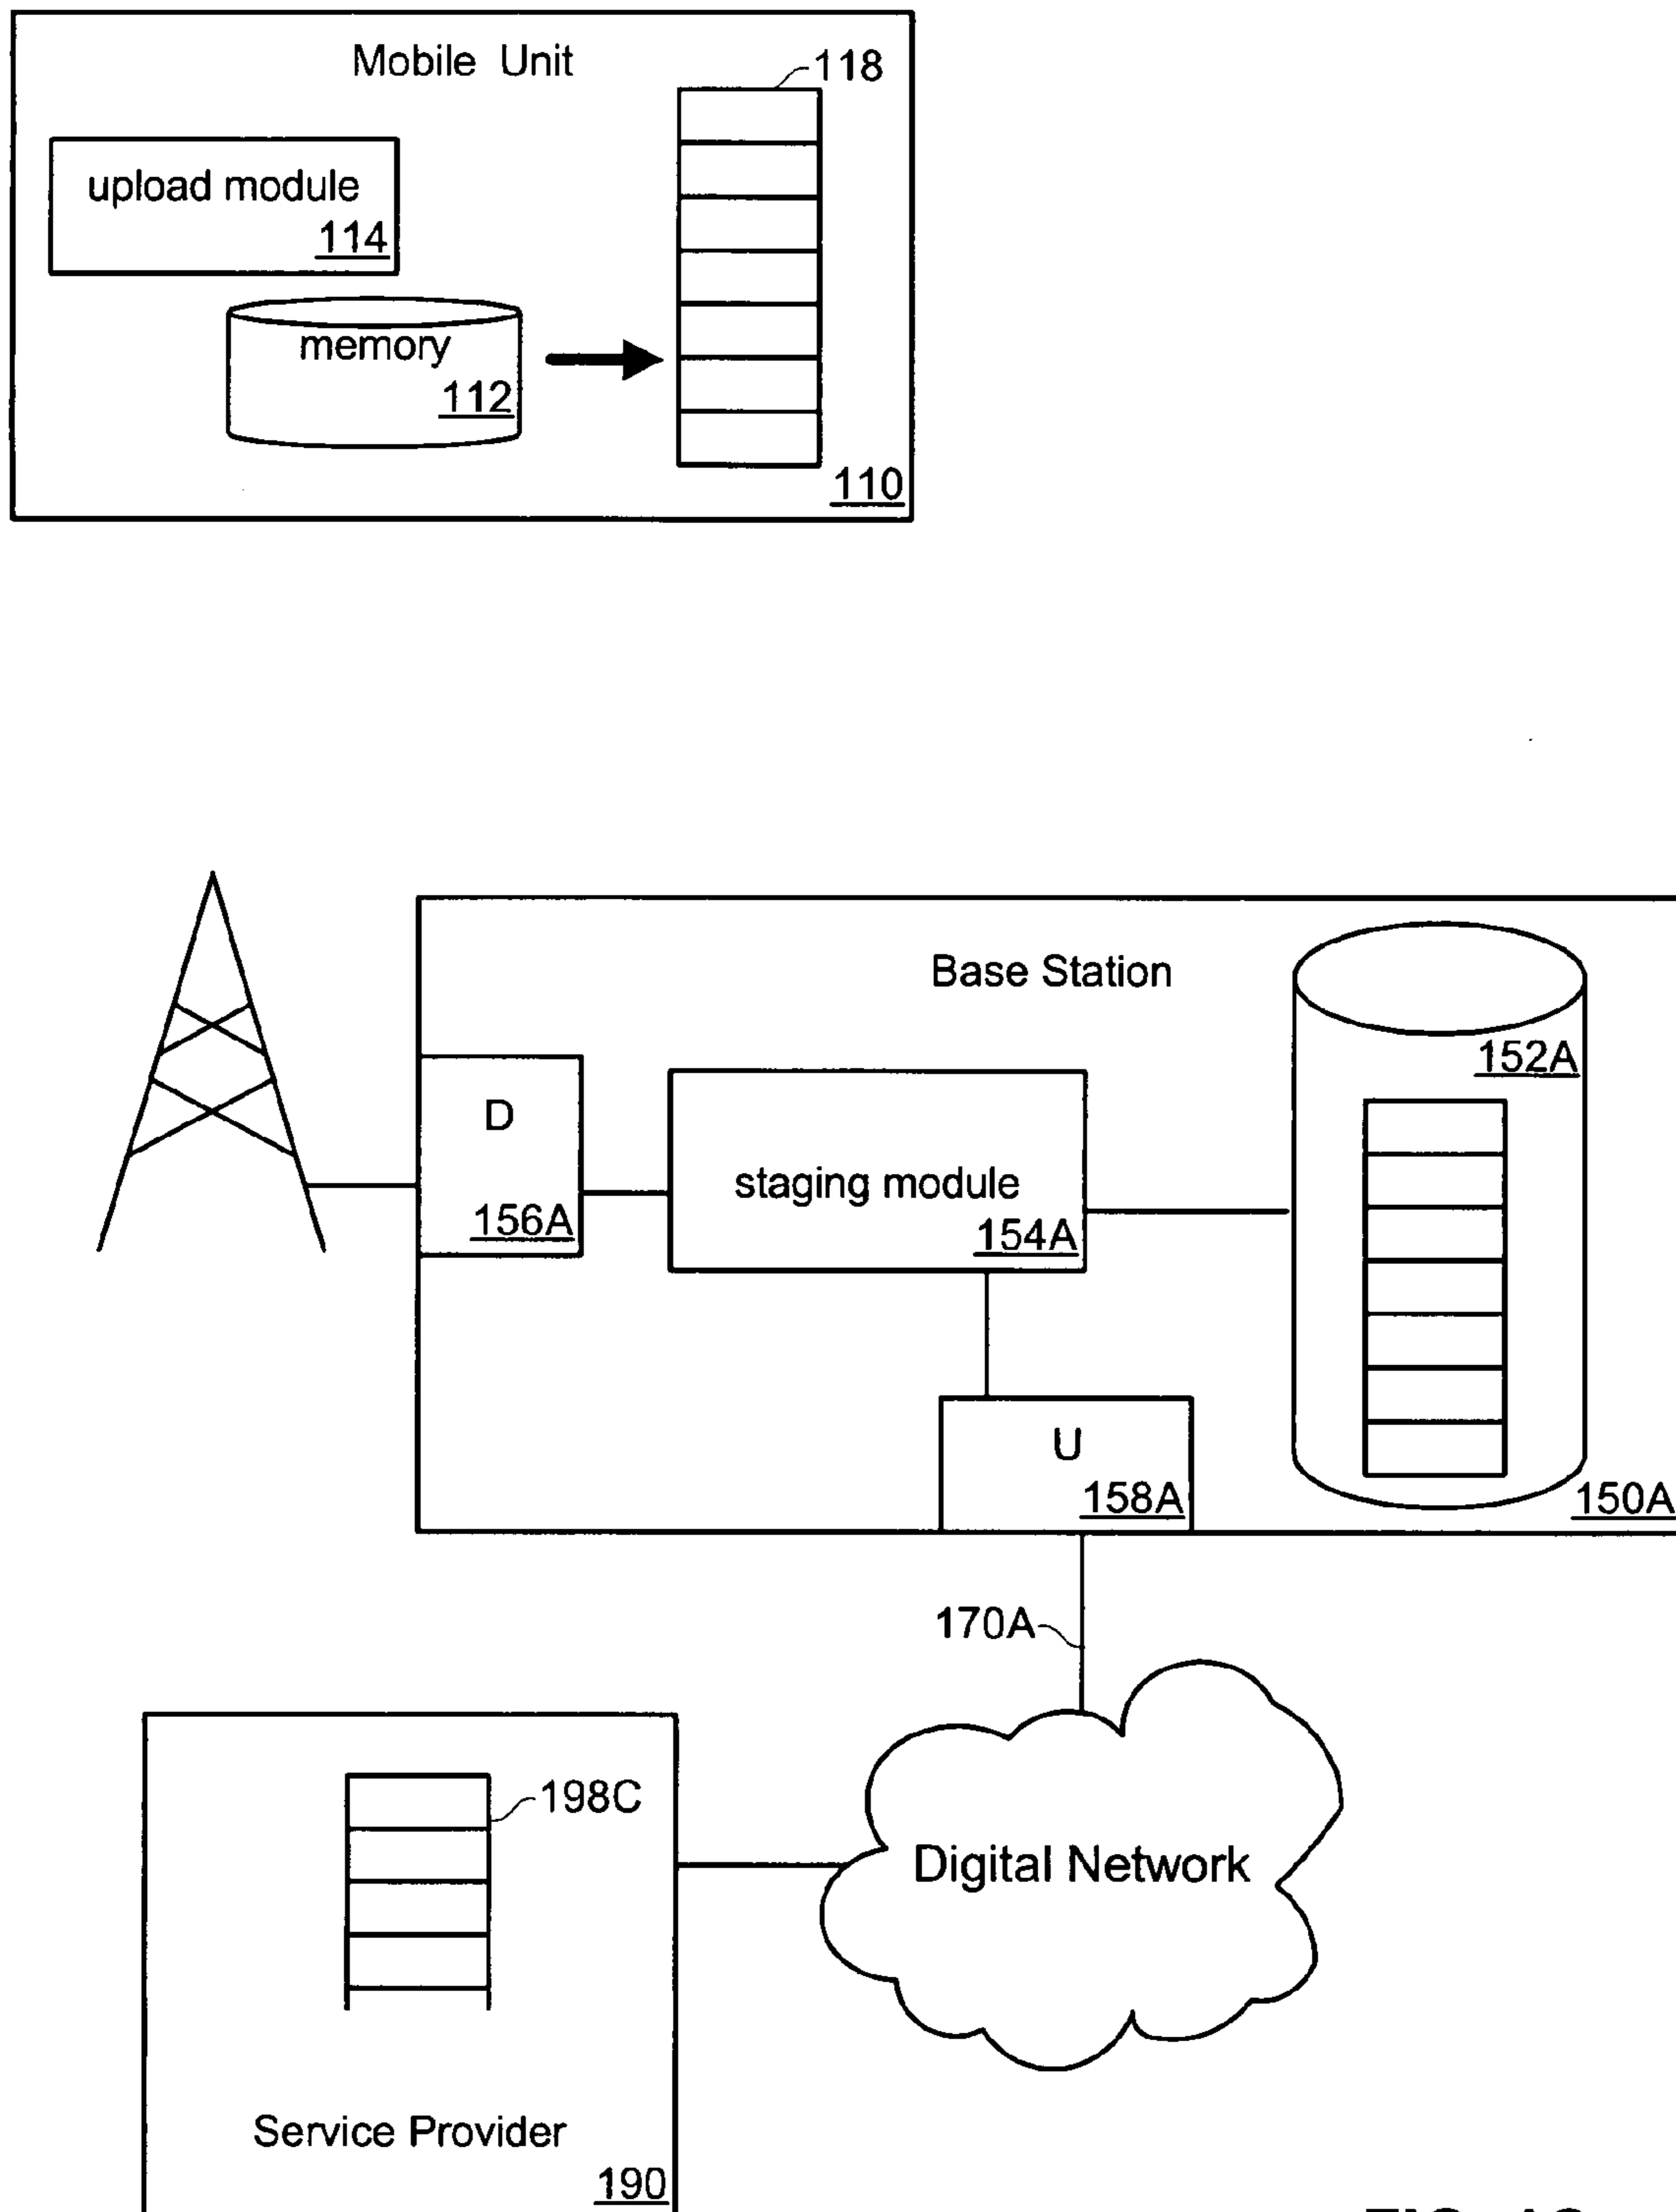 Mobile Unit
118
upload module
114
memory
112
110
Base Station
152A
D
156A
staging module
154A
U
158A
150A
170A
198C
Digital Network
Service Provider
190